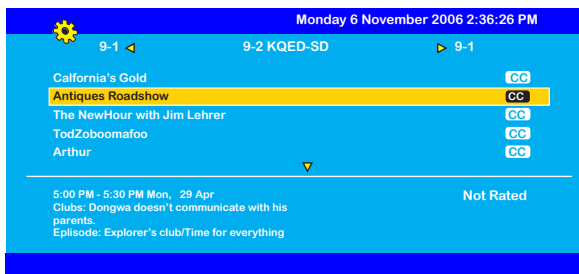 Monday 6 November 2006 2:36:26 PM
9-1 9-2 KQED-SD 9-1
Calfornia's Gold CC
Antiques Roadshow CC
The NewHour with Jim Lehrer CC
TodZoboomafoo CC
Arthur CC
5:00 PM - 5:30 PM Mon, 29 Apr Not Rated
Clubs: Dongwa doesn't communicate with his
parents.
Eplisode: Explorer's club/Time for everything